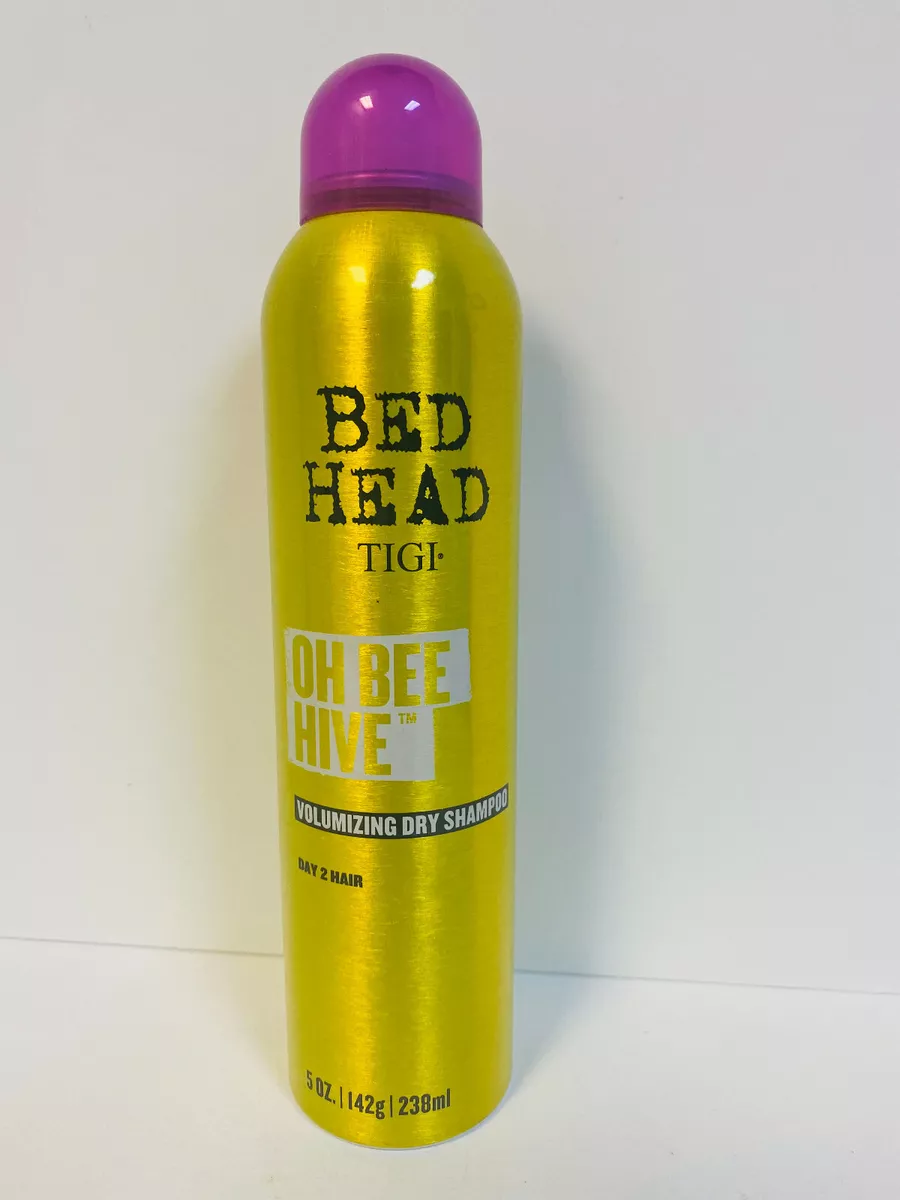 BED
HEAD
TIGI®
OH BEE
HIVE™
VOLUMIZING DRY SHAMPOO
DAY 2 HAIR
5 OZ. | 142g | 238ml